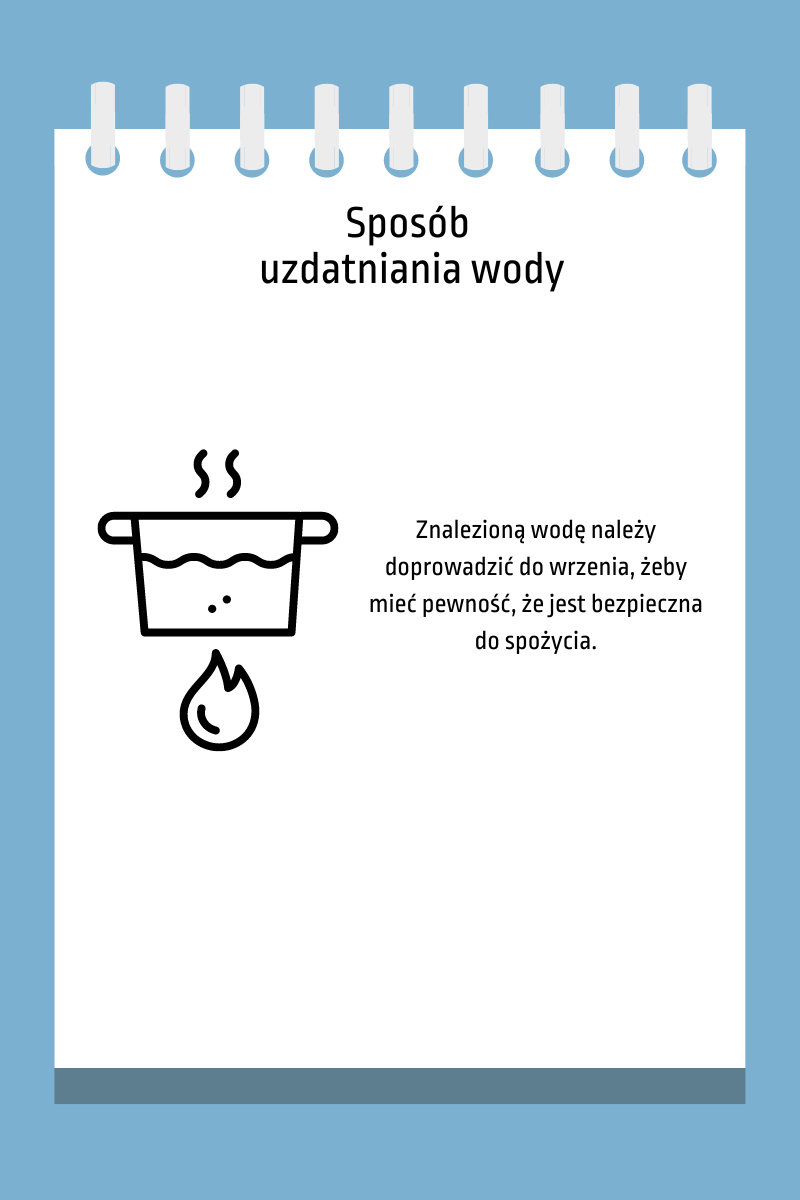 Sposób
uzdatniania wody
Znalezioną wodę należy
doprowadzić do wrzenia, żeby
mieć pewność, że jest bezpieczna
do spożycia.